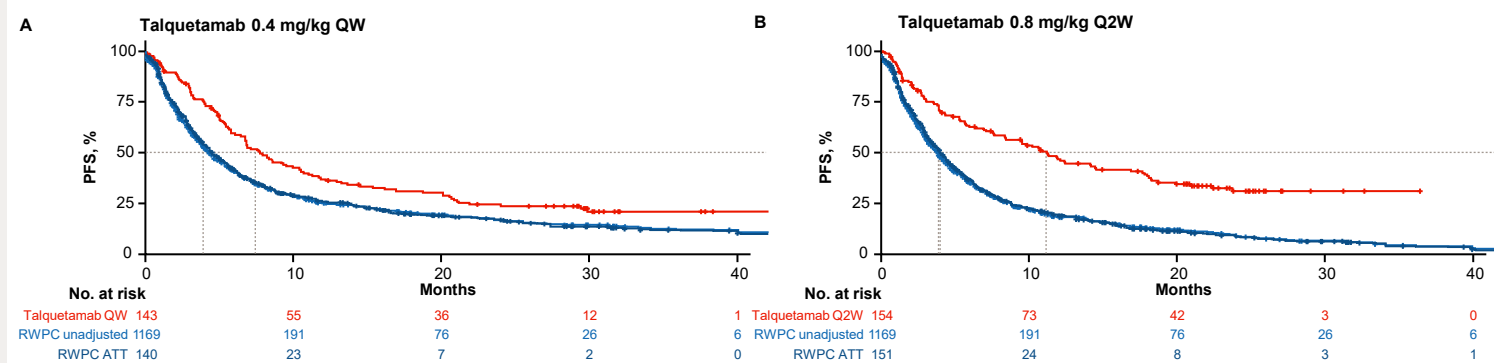 A
Talquetamab 0.4 mg/kg QW
PFS, %
100
75
50
25
0
0 10 20 30 40
Months
No. at risk
Talquetamab QW 143 55 36 12 1
RWPC unadjusted 1169 191 76 26 6
RWPC ATT 140 23 7 2 0
B
Talquetamab 0.8 mg/kg Q2W
PFS, %
100
75
50
25
0
0 10 20 30 40
Months
No. at risk
Talquetamab Q2W 154 73 42 3 0
RWPC unadjusted 1169 191 76 26 6
RWPC ATT 151 24 8 3 1